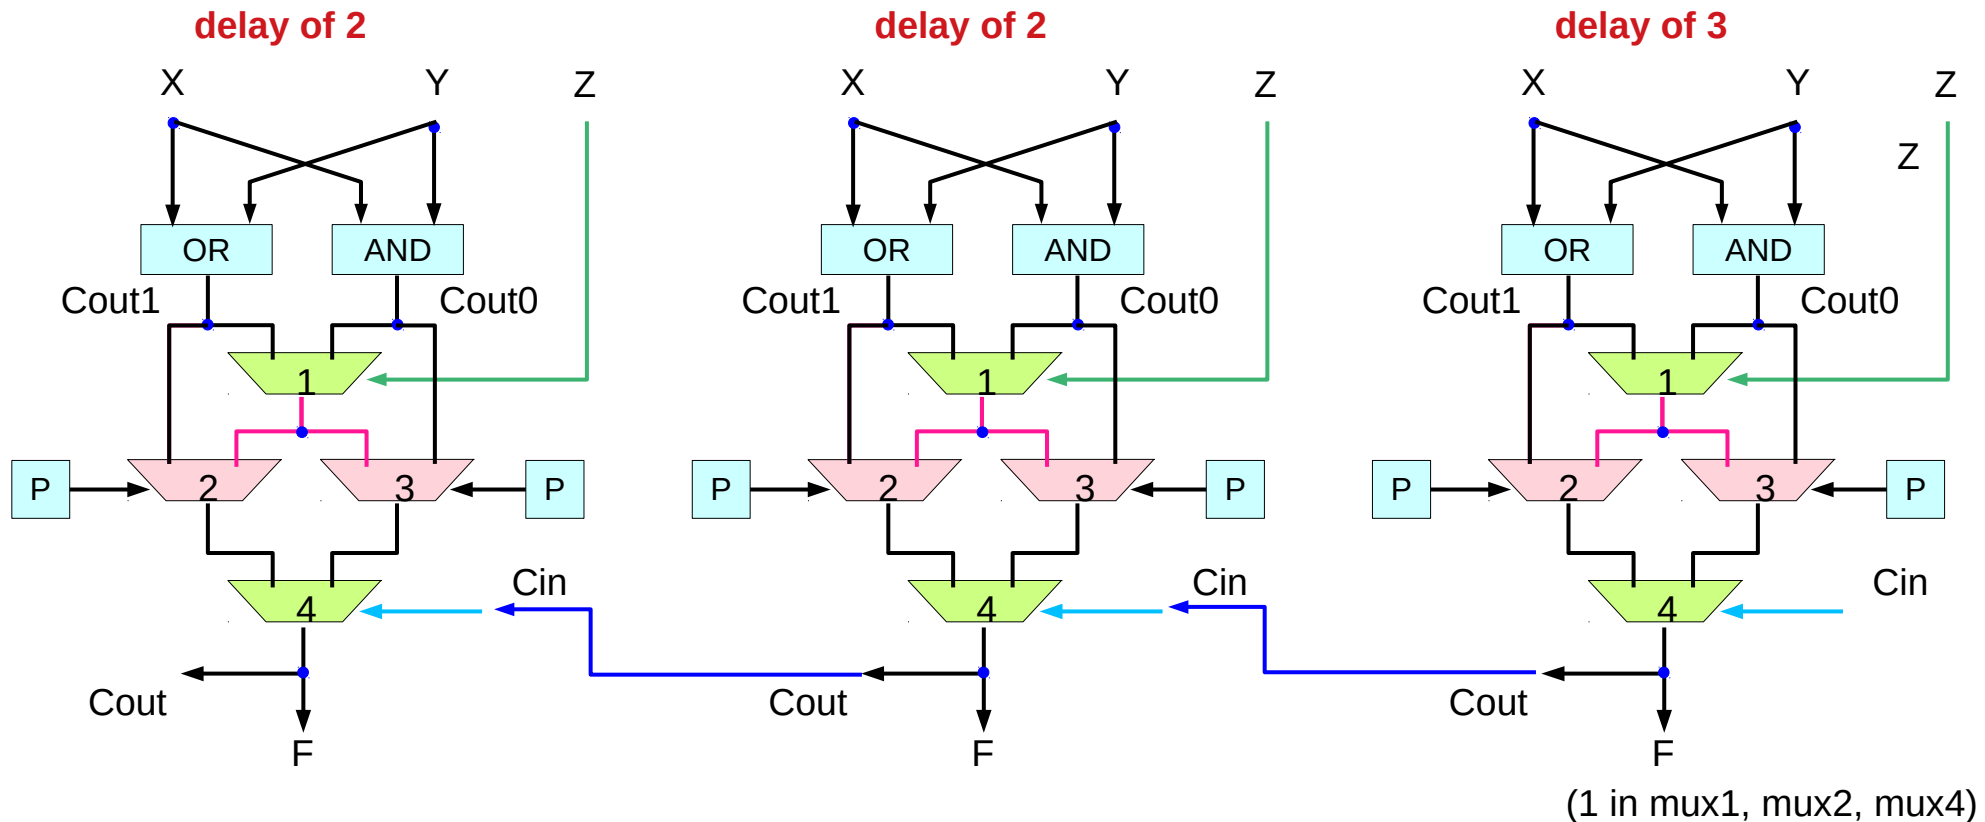 delay of 2 delay of 2 delay of 3
X Y Z X Y Z X Y Z
Z
OR AND OR AND OR AND
Cout1 Cout0 Cout1 Cout0 Cout1 Cout0
1 1 1
P 2 3 P P 2 3 P P 2 3 P
Cin Cin Cin
4 4 4
Cout Cout Cout
F F F
(1 in mux1, mux2, mux4)